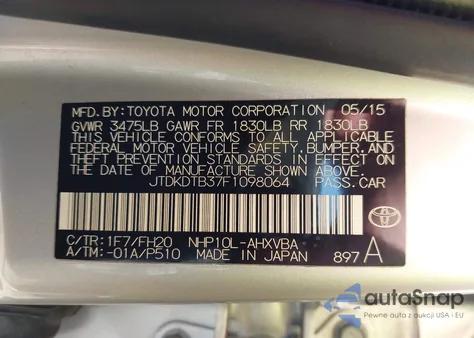 MFD.BY:TOYOTA MOTOR CORPORATION 05/15
GVWR 3475LB. GAWR FR 1830LB RR 1830LB
THIS VEHICLE CONFORMS TO ALL APPLICABLE
FEDERAL MOTOR VEHICLE SAFETY,BUMPER,AND
THEFT PREVENTION STANDARDS IN EFFECT ON
THE DATE OF MANUFACTURE SHOWN ABOVE.
JTDKDTB37F1098064 PASS.CAR
C/TR:1F7/FH20 NHP10L-AHXVBA
A/TM:-01A/P510 MADE IN JAPAN 897 A
TOYOTA
autoSnap
Pewne auta z aukcji USA i EU